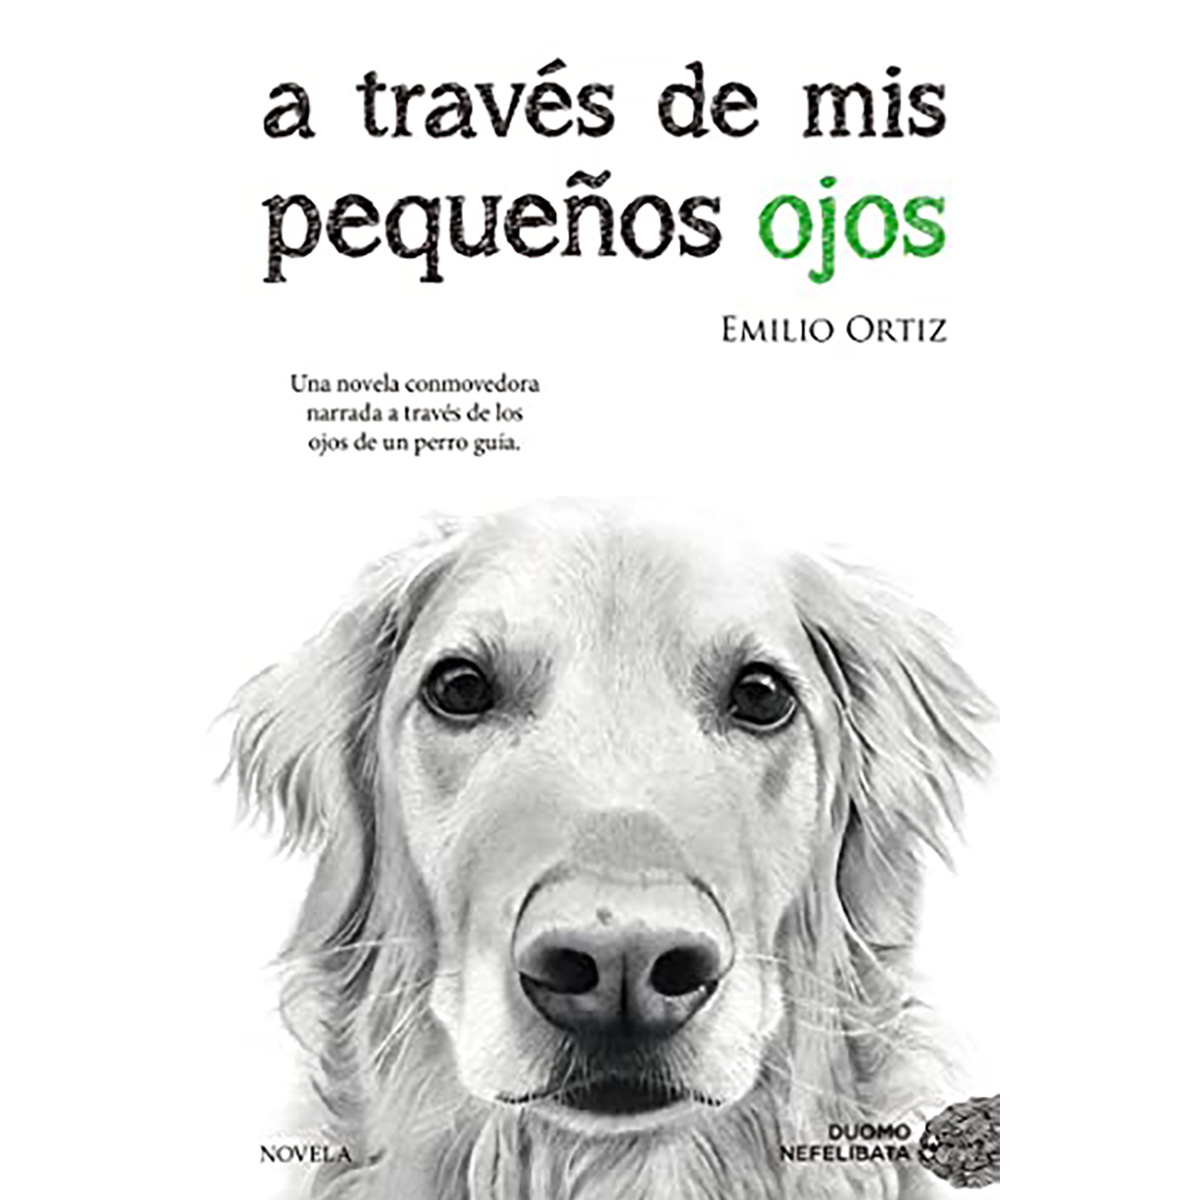 a través de mis
pequeños ojos
EMILIO ORTIZ
Una novela conmovedora
narrada a través de los
ojos de un perro guía.
NOVELA
DUOMO
NEFELIBATA